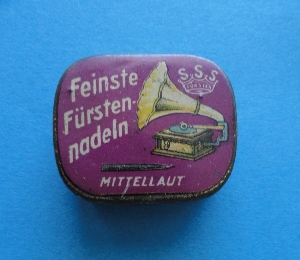 Feinste
Fürsten-
nadeln
S.S.S
MITTELLAUT